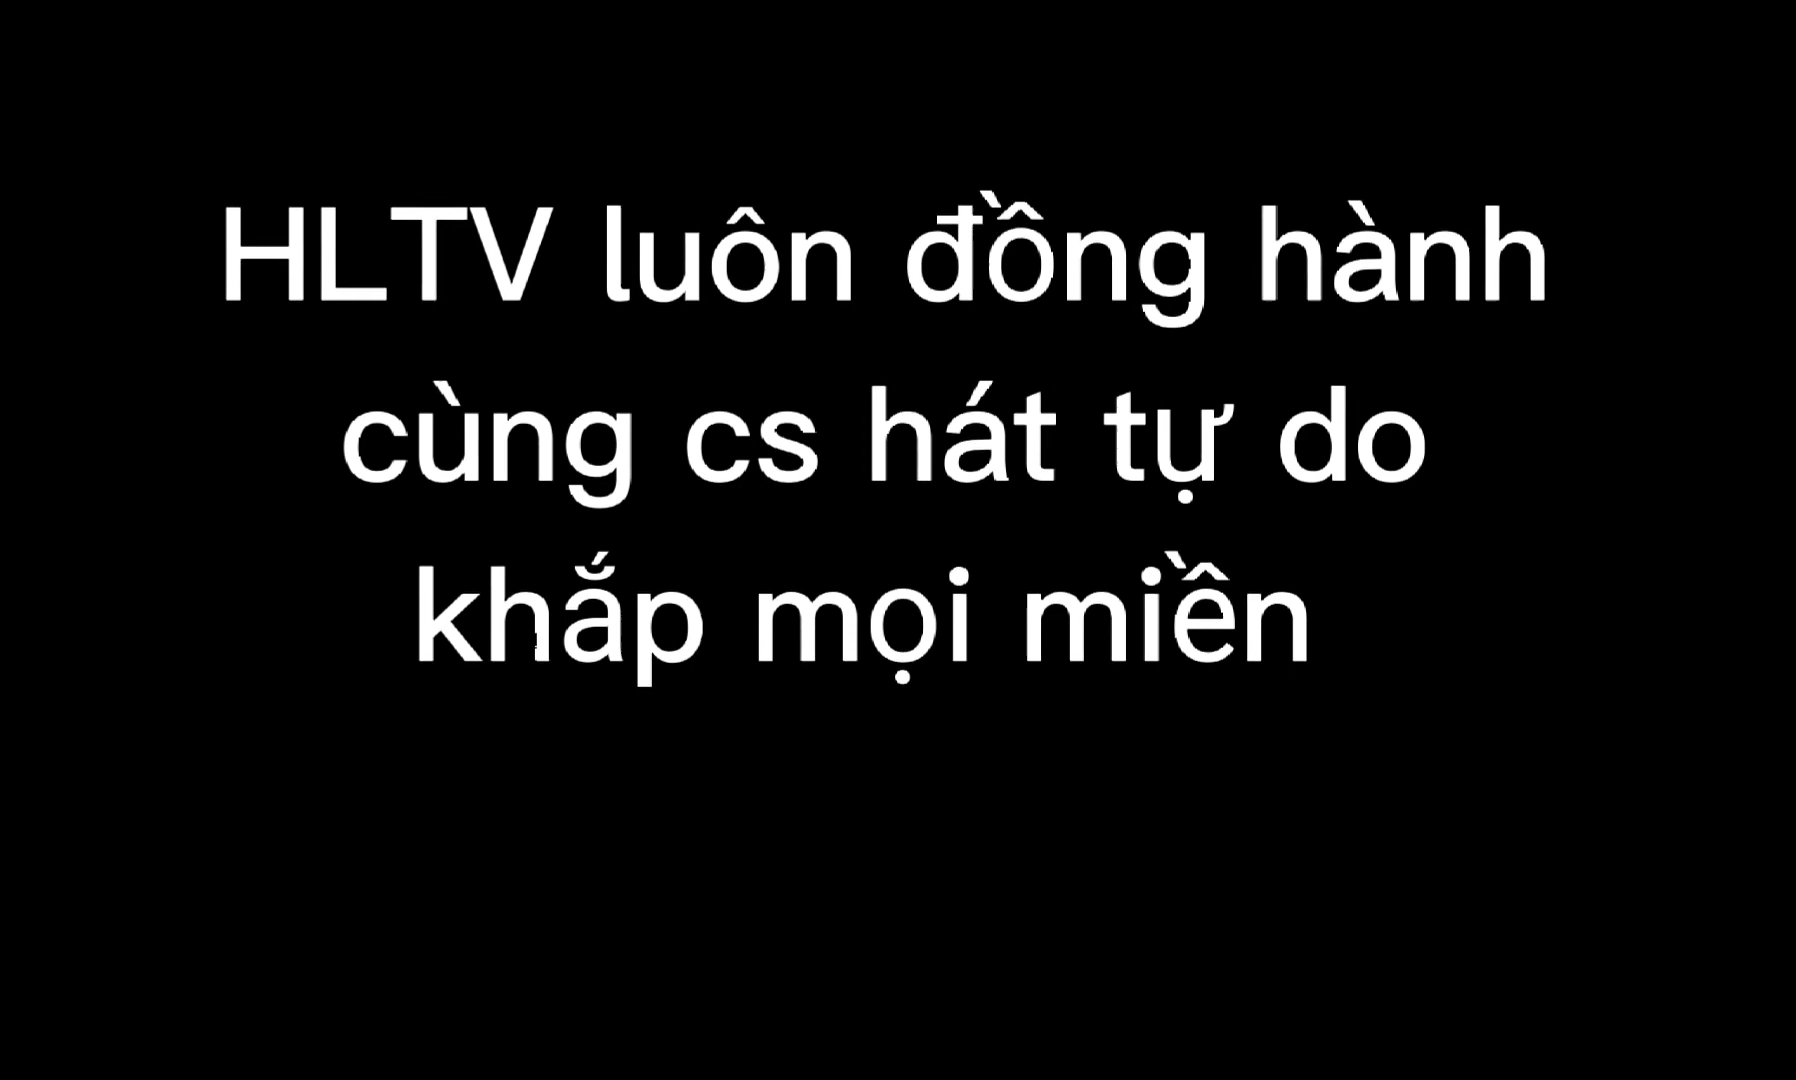 HLTV luôn đồng hành
cùng cs hát tự do
khắp mọi miền